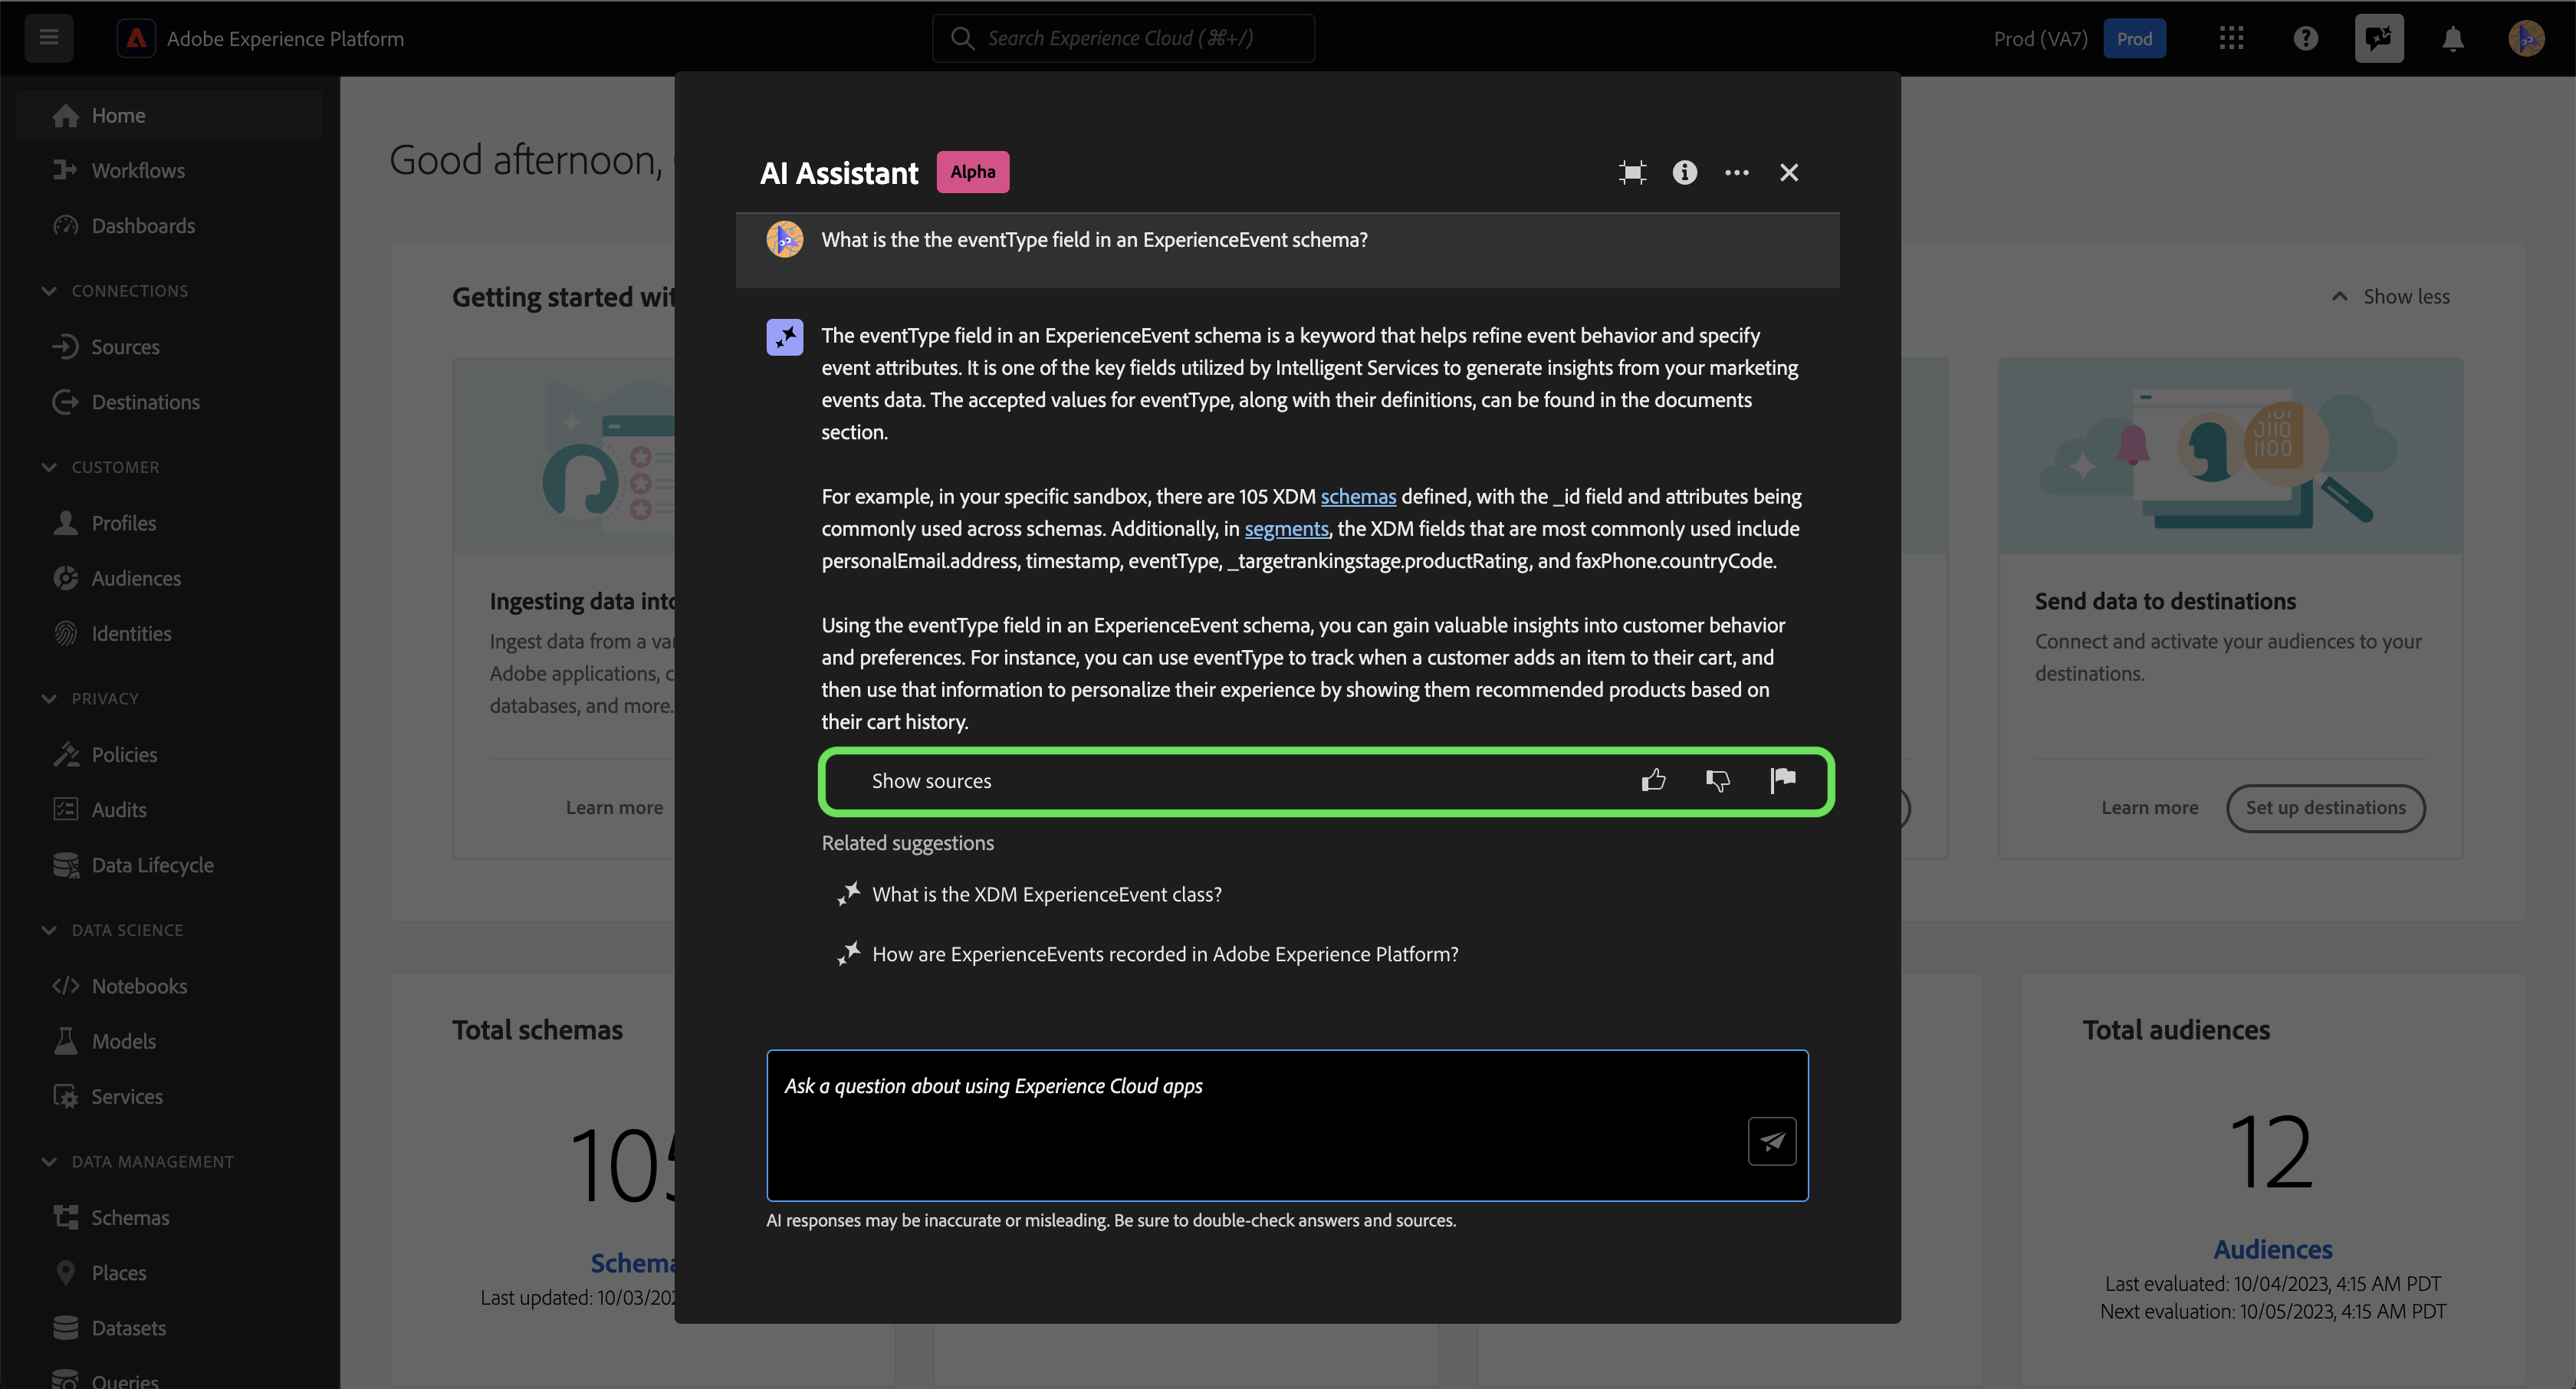 Adobe Experience Platform
Search Experience Cloud (⌘+/)
Prod (VA7)
Prod
Home
Workflows
Dashboards
CONNECTIONS
Sources
Destinations
CUSTOMER
Profiles
Audiences
Identities
PRIVACY
Policies
Audits
Data Lifecycle
DATA SCIENCE
Notebooks
Models
Services
DATA MANAGEMENT
Schemas
Places
Datasets
Queries
Good afternoon,
Getting started
Show less
Ingesting data
Ingest data from a
Adobe applications,
databases, and more.
Learn more
AI Assistant
Alpha
What is the the eventType field in an ExperienceEvent schema?
The eventType field in an ExperienceEvent schema is a keyword that helps refine event behavior and specify
event attributes. It is one of the key fields utilized by Intelligent Services to generate insights from your marketing
events data. The accepted values for eventType, along with their definitions, can be found in the documents
section.
For example, in your specific sandbox, there are 105 XDM schemas defined, with the _id field and attributes being
commonly used across schemas. Additionally, in segments, the XDM fields that are most commonly used include
personalEmail.address, timestamp, eventType, _targetrankingstage.productRating, and faxPhone.countryCode.
Using the eventType field in an ExperienceEvent schema, you can gain valuable insights into customer behavior
and preferences. For instance, you can use eventType to track when a customer adds an item to their cart, and
then use that information to personalize their experience by showing them recommended products based on
their cart history.
Show sources
Related suggestions
What is the XDM ExperienceEvent class?
How are ExperienceEvents recorded in Adobe Experience Platform?
Ask a question about using Experience Cloud apps
AI responses may be inaccurate or misleading. Be sure to double-check answers and sources.
Send data to destinations
Connect and activate your audiences to your
destinations.
Learn more
Set up destinations
Total schemas
105
Schema
Last updated: 10/03/202
Total audiences
12
Audiences
Last evaluated: 10/04/2023, 4:15 AM PDT
Next evaluation: 10/05/2023, 4:15 AM PDT